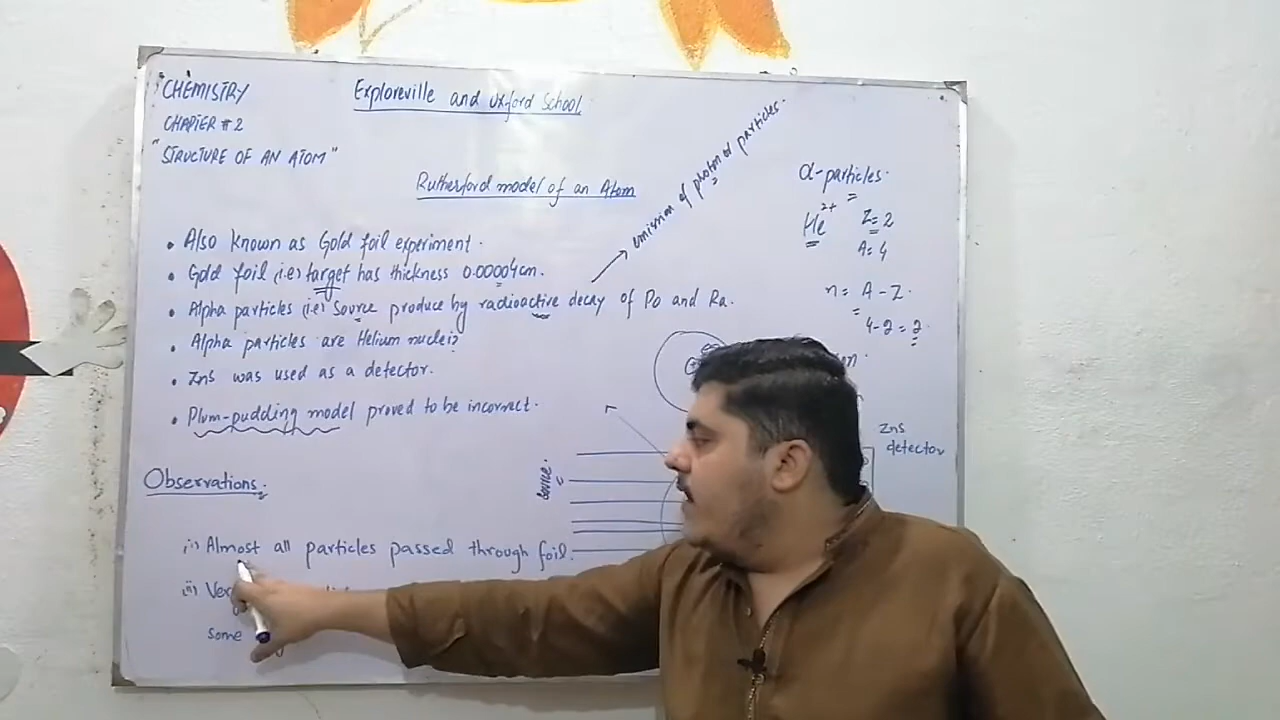 CHEMISTRY
Exploreville and Oxford School
CHAPTER # 2
"STRUCTURE OF AN ATOM"
Rutherford model of an Atom
• Also known as Gold foil experiment.
• Gold foil (i.e) target has thickness 0.00004cm.
• Alpha particles (i.e) source produce by radioactive decay of Po and Ra.
• Alpha particles are Helium nuclei
• ZnS was used as a detector.
• Plum-pudding model proved to be incorrect.
emission of photon or particles.
α-particles.
He2+ Z=2
A=4
n= A-Z.
= 4-2=2.
source.
ZnS
detector
Observations.
(i) Almost all particles passed through foil.
(ii)
some